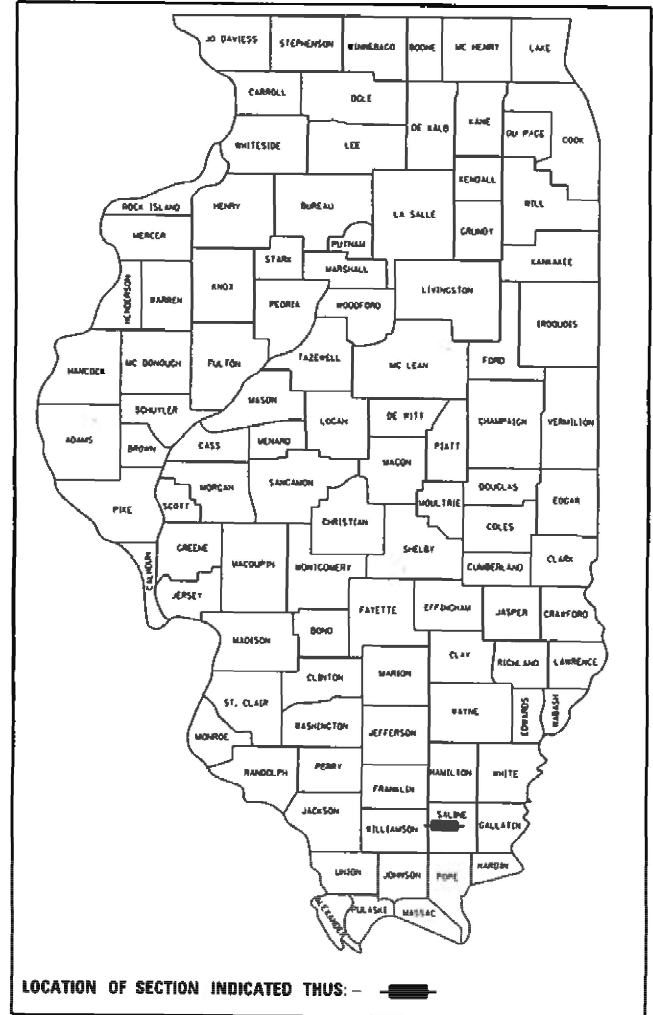 JO DAVIESS STEPHENSON WINNEBAGO BOONE MC HENRY LAKE
CARROLL OGLE
DE KALB KANE DU PAGE COOK
WHITESIDE LEE
KENDALL
ROCK ISLAND HENRY BUREAU LA SALLE WILL
MERCER PUTNAM GRUNDY
STARK MARSHALL KANKAKEE
HENDERSON WARREN KNOX PEORIA WOODFORD LIVINGSTON
IROQUOIS
HANCOCK MC DONOUGH FULTON TAZEWELL MC LEAN FORD
MASON
SCHUYLER LOGAN DE WITT CHAMPAIGN VERMILION
ADAMS BROWN CASS MENARD PIATT
MACON
MORGAN SANGAMON DOUGLAS
PIKE SCOTT MOULTRIE EDGAR
CHRISTIAN COLES
GREENE SHELBY
CALHOUN MACOUPIN MONTGOMERY CUMBERLAND CLARK
JERSEY
FAYETTE EFFINGHAM JASPER CRAWFORD
MADISON BOND
CLAY RICHLAND LAWRENCE
CLINTON MARION
ST. CLAIR WAYNE EDWARDS WABASH
WASHINGTON JEFFERSON
MONROE
RANDOLPH PERRY HAMILTON WHITE
FRANKLIN
JACKSON SALINE
WILLIAMSON GALLATIN
UNION JOHNSON POPE HARDIN
ALEXANDER PULASKI MASSAC
LOCATION OF SECTION INDICATED THUS: –